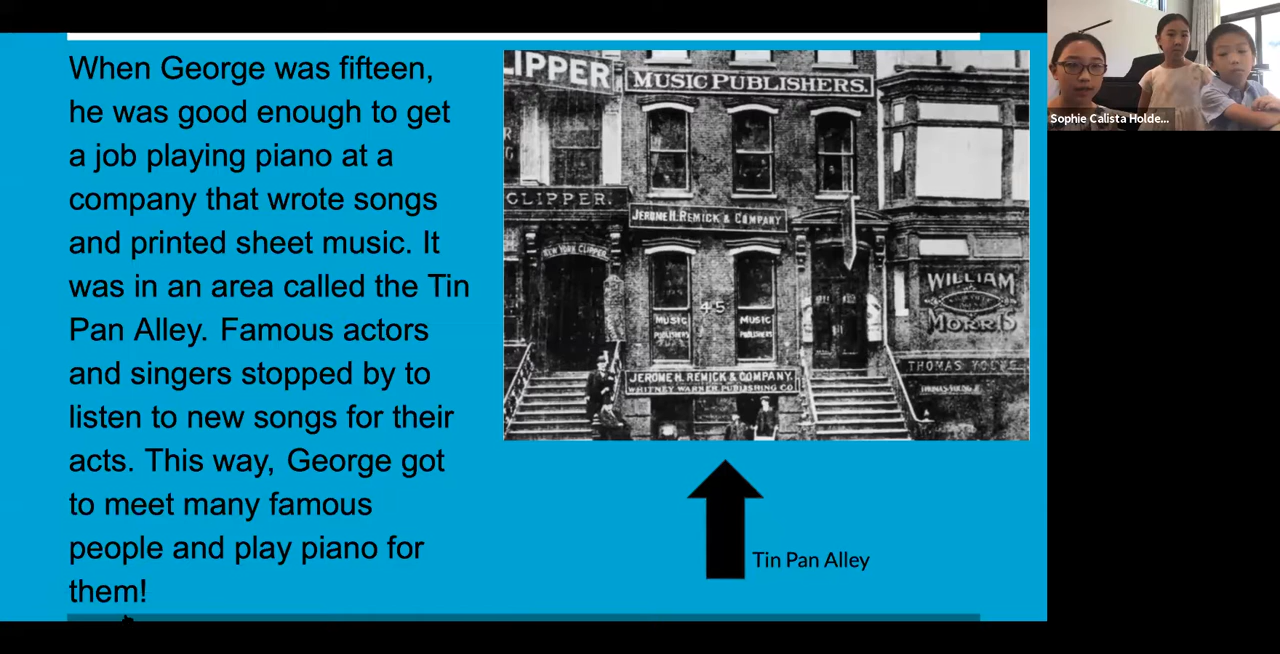 When George was fifteen,
he was good enough to get
a job playing piano at a
company that wrote songs
and printed sheet music. It
was in an area called the Tin
Pan Alley. Famous actors
and singers stopped by to
listen to new songs for their
acts. This way, George got
to meet many famous
people and play piano for
them!
LIPPER
MUSIC PUBLISHERS.
CLIPPER.
JEROME H. REMICK & COMPANY
NEW YORK CLIPPER
45
MUSIC
PUBLISHERS
MUSIC
PUBLISHERS
WILLIAM
MORRIS
JEROME H. REMICK & COMPANY.
WHITNEY WARNER PUBLISHING CO
THOMAS
Tin Pan Alley
Sophie Calista Holde...